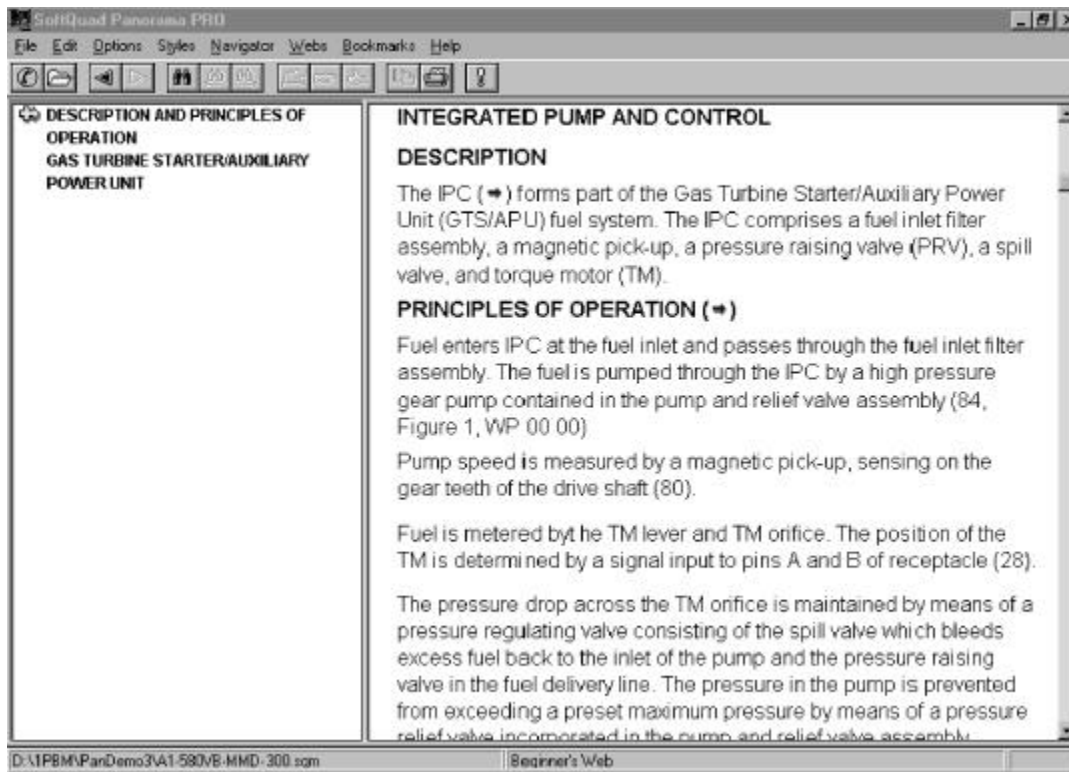 SoftQuad Panorama PRO
File Edit Options Styles Navigator Webs Bookmarks Help
DESCRIPTION AND PRINCIPLES OF
OPERATION
GAS TURBINE STARTER/AUXILIARY
POWER UNIT
INTEGRATED PUMP AND CONTROL
DESCRIPTION
The IPC (➡) forms part of the Gas Turbine Starter/Auxiliary Power
Unit (GTS/APU) fuel system. The IPC comprises a fuel inlet filter
assembly, a magnetic pick-up, a pressure raising valve (PRV), a spill
valve, and torque motor (TM).
PRINCIPLES OF OPERATION (➡)
Fuel enters IPC at the fuel inlet and passes through the fuel inlet filter
assembly. The fuel is pumped through the IPC by a high pressure
gear pump contained in the pump and relief valve assembly (84,
Figure 1, WP 00 00)
Pump speed is measured by a magnetic pick-up, sensing on the
gear teeth of the drive shaft (80).
Fuel is metered byt he TM lever and TM orifice. The position of the
TM is determined by a signal input to pins A and B of receptacle (28).
The pressure drop across the TM orifice is maintained by means of a
pressure regulating valve consisting of the spill valve which bleeds
excess fuel back to the inlet of the pump and the pressure raising
valve in the fuel delivery line. The pressure in the pump is prevented
from exceeding a preset maximum pressure by means of a pressure
relief valve incorporated in the pump and relief valve assembly.
D:\1PBM\PanDemo3\A1-580VB-MMD-300.sgm
Beginner's Web